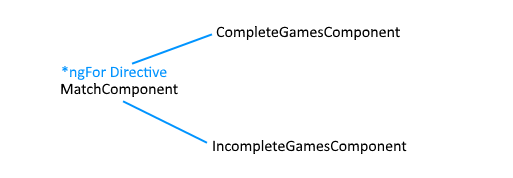 CompleteGamesComponent
*ngFor Directive
MatchComponent
IncompleteGamesComponent